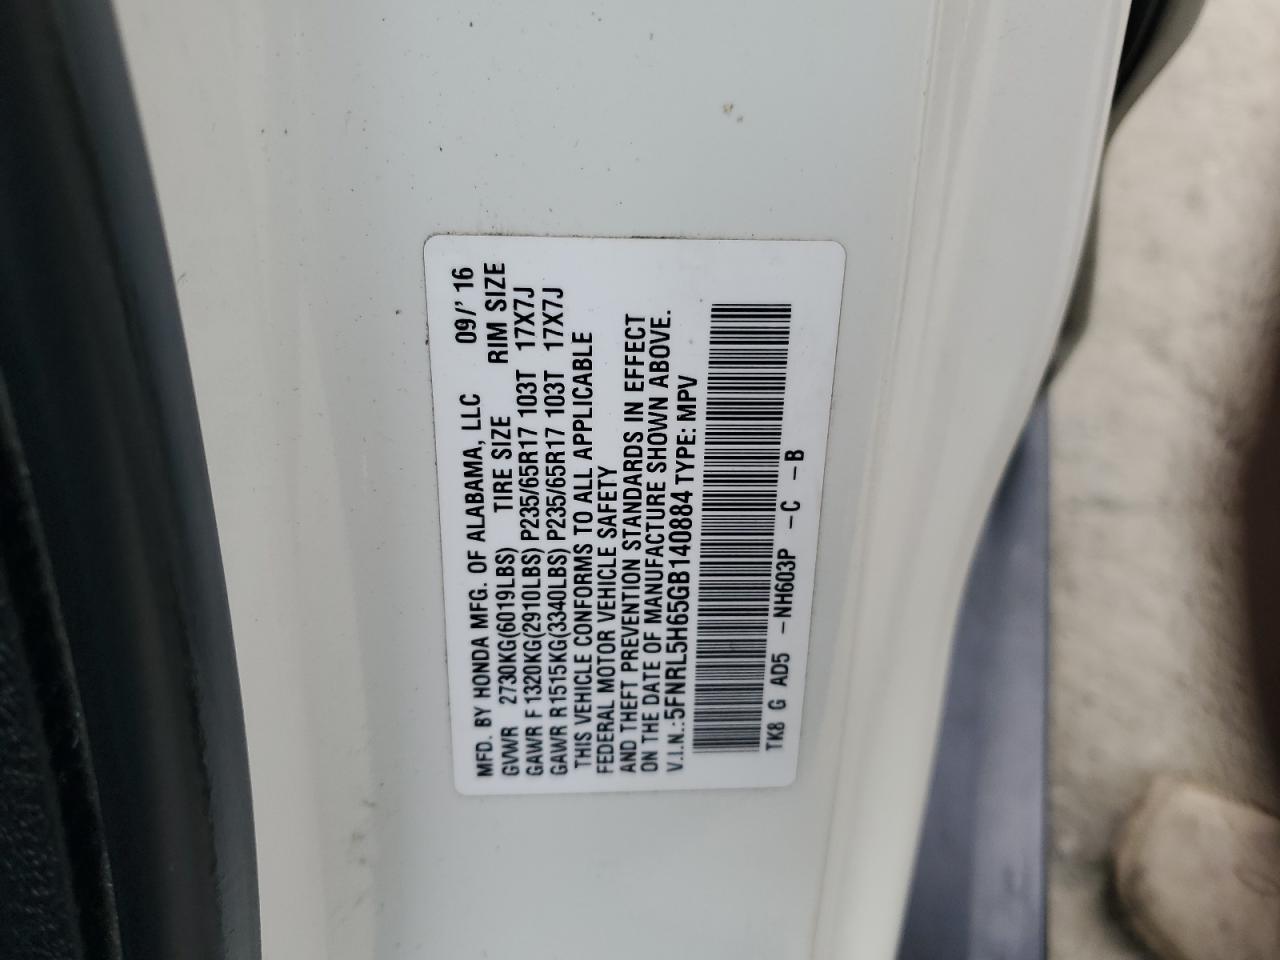 MFD. BY HONDA MFG. OF ALABAMA, LLC 09/' 16
GVWR 2730KG(6019LBS) TIRE SIZE RIM SIZE
GAWR F 1320KG(2910LBS) P235/65R17 103T 17X7J
GAWR R 1515KG(3340LBS) P235/65R17 103T 17X7J
THIS VEHICLE CONFORMS TO ALL APPLICABLE
FEDERAL MOTOR VEHICLE SAFETY
AND THEFT PREVENTION STANDARDS IN EFFECT
ON THE DATE OF MANUFACTURE SHOWN ABOVE.
V.I.N.: 5FNRL5H65GB140884 TYPE: MPV
TK8 G AD5 -NH603P -C -B